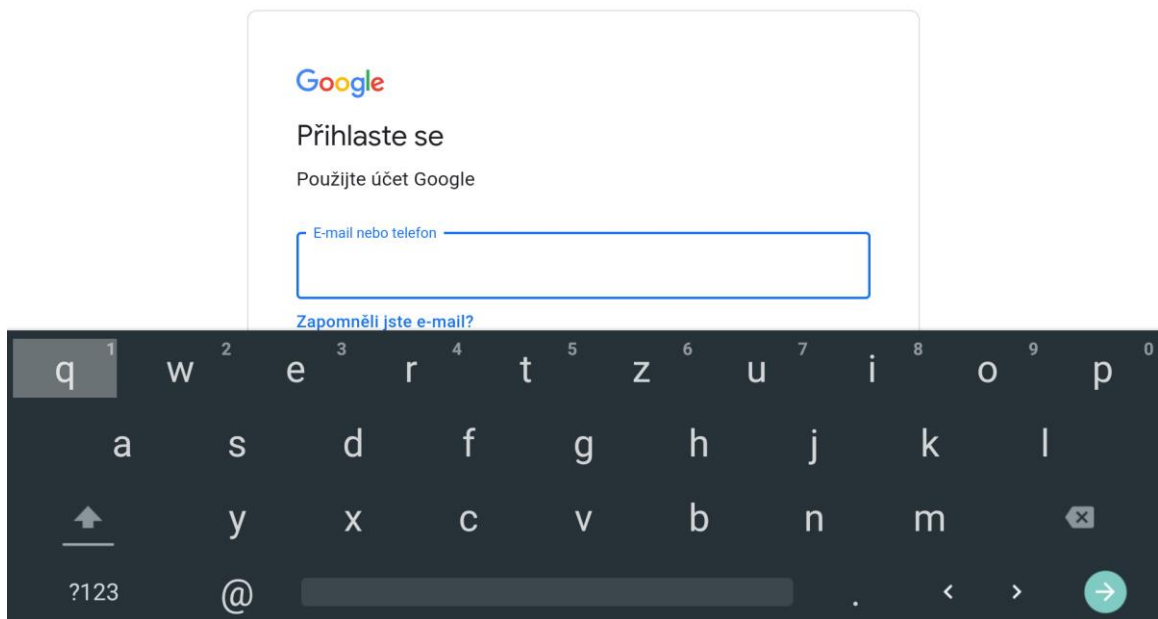 Google
Přihlaste se
Použijte účet Google
E-mail nebo telefon
Zapomněli jste e-mail?
q 1 w 2 e 3 r 4 t 5 z 6 u 7 i 8 o 9 p 0
a s d f g h j k l
y x c v b n m
?123 @ . < >